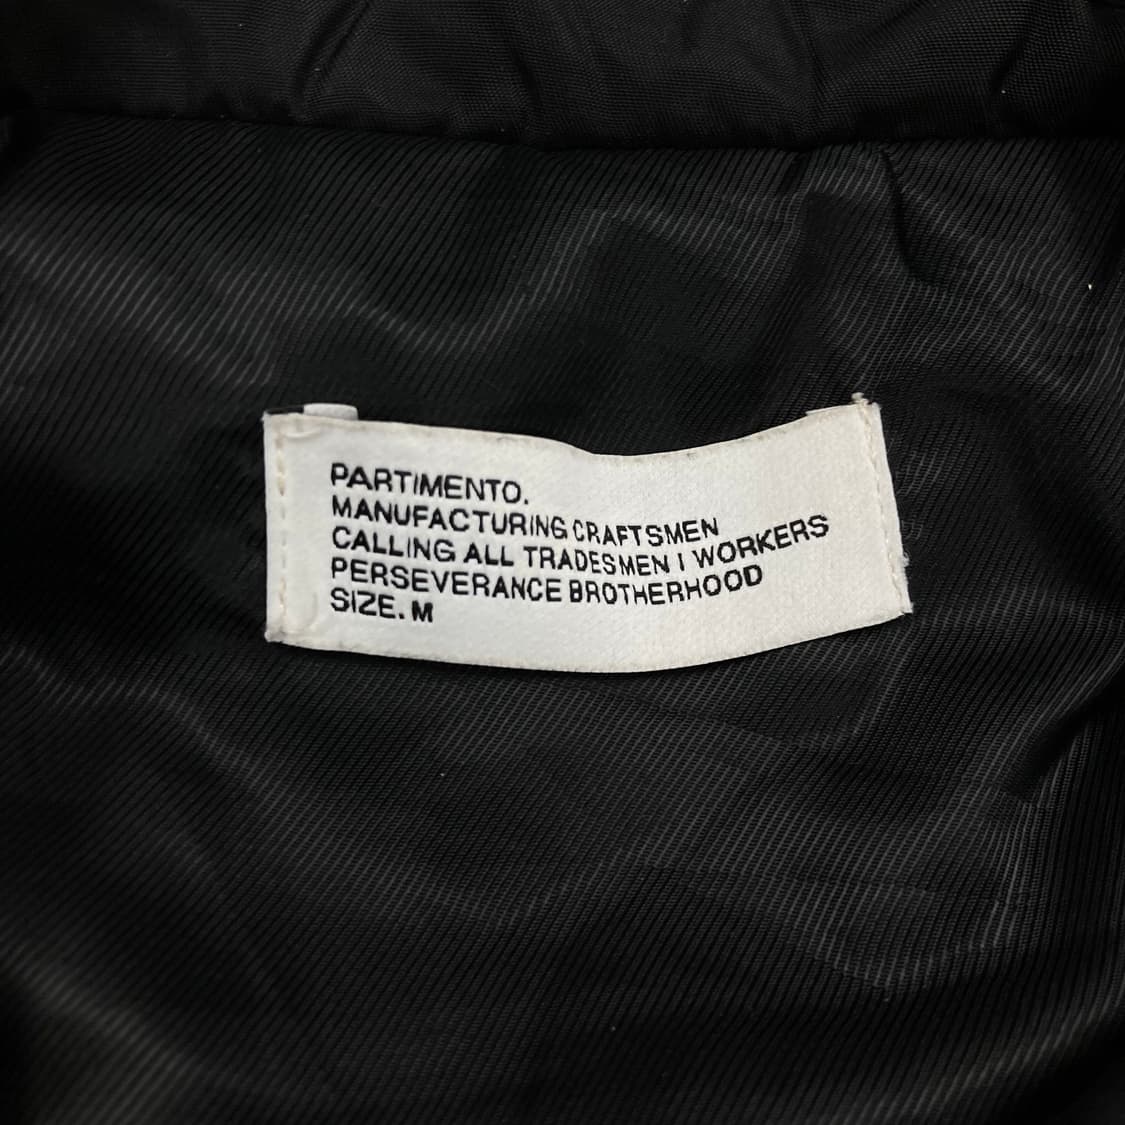 PARTIMENTO.
MANUFACTURING CRAFTSMEN
CALLING ALL TRADESMEN I WORKERS
PERSEVERANCE BROTHERHOOD
SIZE. M